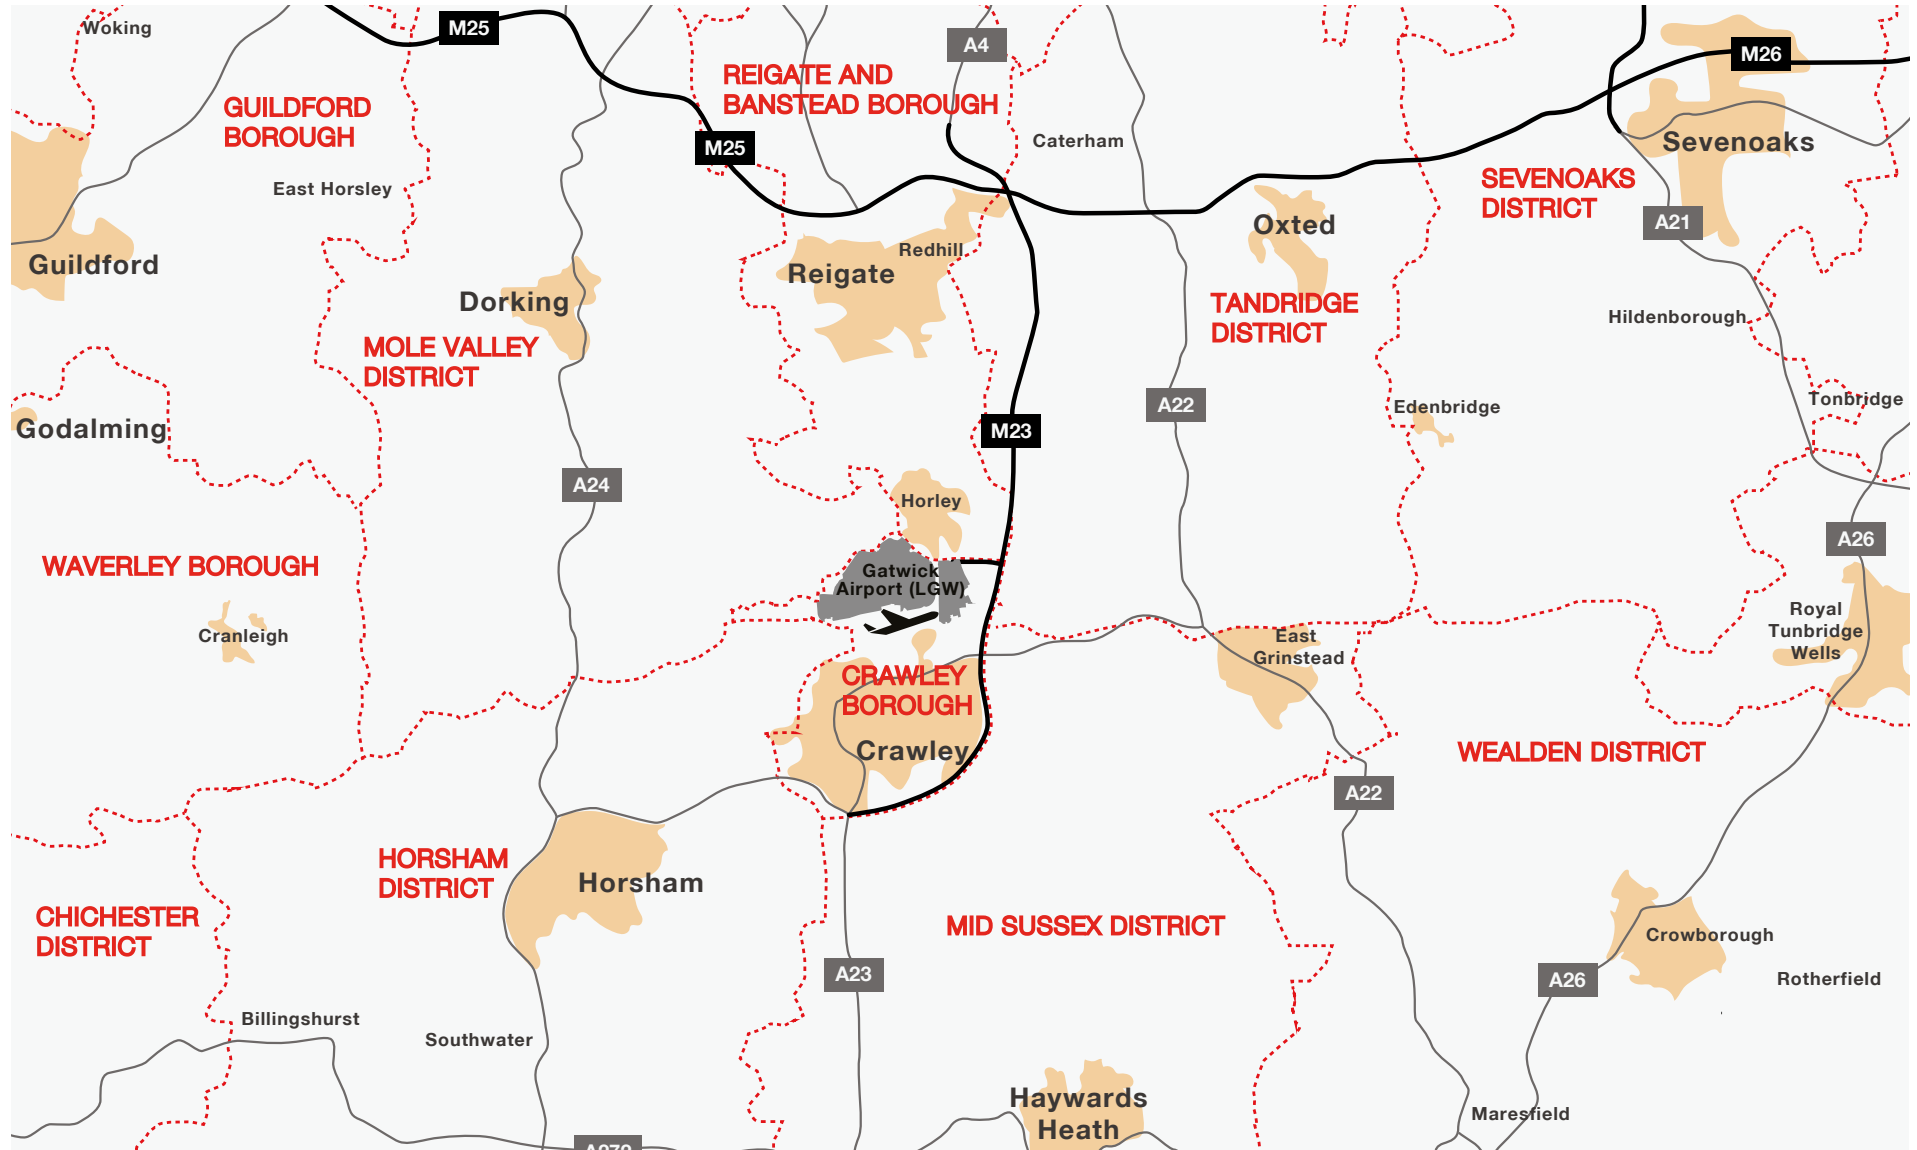 Woking
M25
A4
M26
REIGATE AND
BANSTEAD BOROUGH
GUILDFORD
BOROUGH
M25
Caterham
Sevenoaks
East Horsley
SEVENOAKS
DISTRICT
A21
Oxted
Redhill
Guildford
Reigate
Dorking
TANDRIDGE
DISTRICT
Hildenborough
MOLE VALLEY
DISTRICT
Godalming
A22
Edenbridge
Tonbridge
M23
A24
Horley
A26
WAVERLEY BOROUGH
Gatwick
Airport (LGW)
Cranleigh
Royal
Tunbridge
Wells
East
Grinstead
CRAWLEY
BOROUGH
Crawley
WEALDEN DISTRICT
A22
HORSHAM
DISTRICT
Horsham
CHICHESTER
DISTRICT
MID SUSSEX DISTRICT
Crowborough
A23
A26
Rotherfield
Billingshurst
Southwater
Haywards
Heath
Maresfield